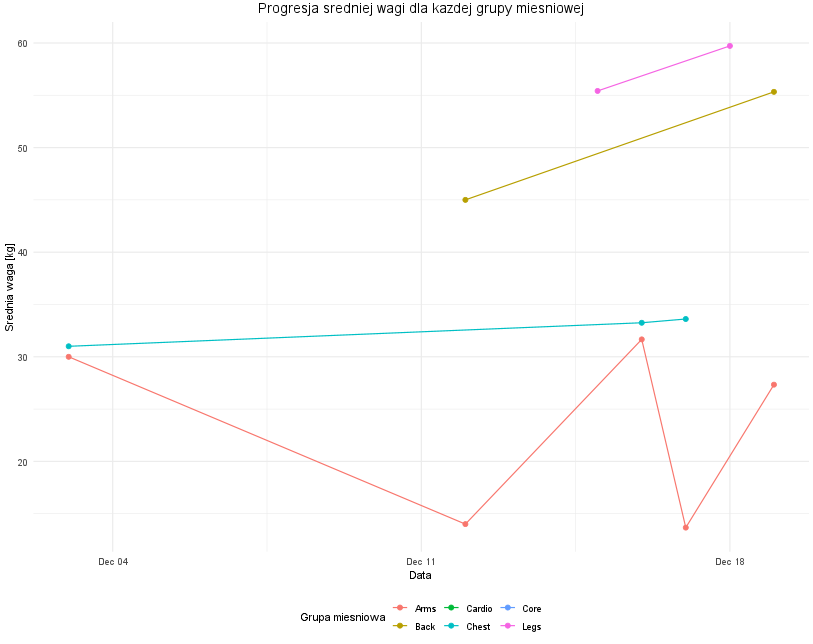 Progresja sredniej wagi dla kazdej grupy miesniowej
Srednia waga [kg]
60
50
40
30
20
Dec 04 Dec 11 Dec 18
Data
Grupa miesniowa
Arms Cardio Core
Back Chest Legs